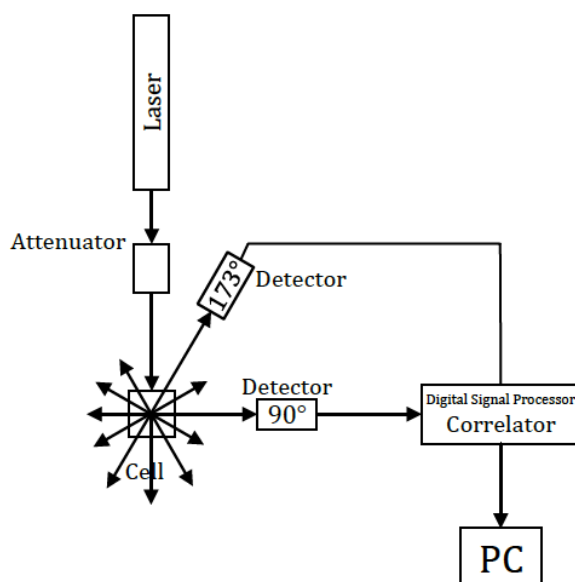 Laser
Attenuator
173°
Detector
Detector
90°
Digital Signal Processor
Correlator
Cell
PC